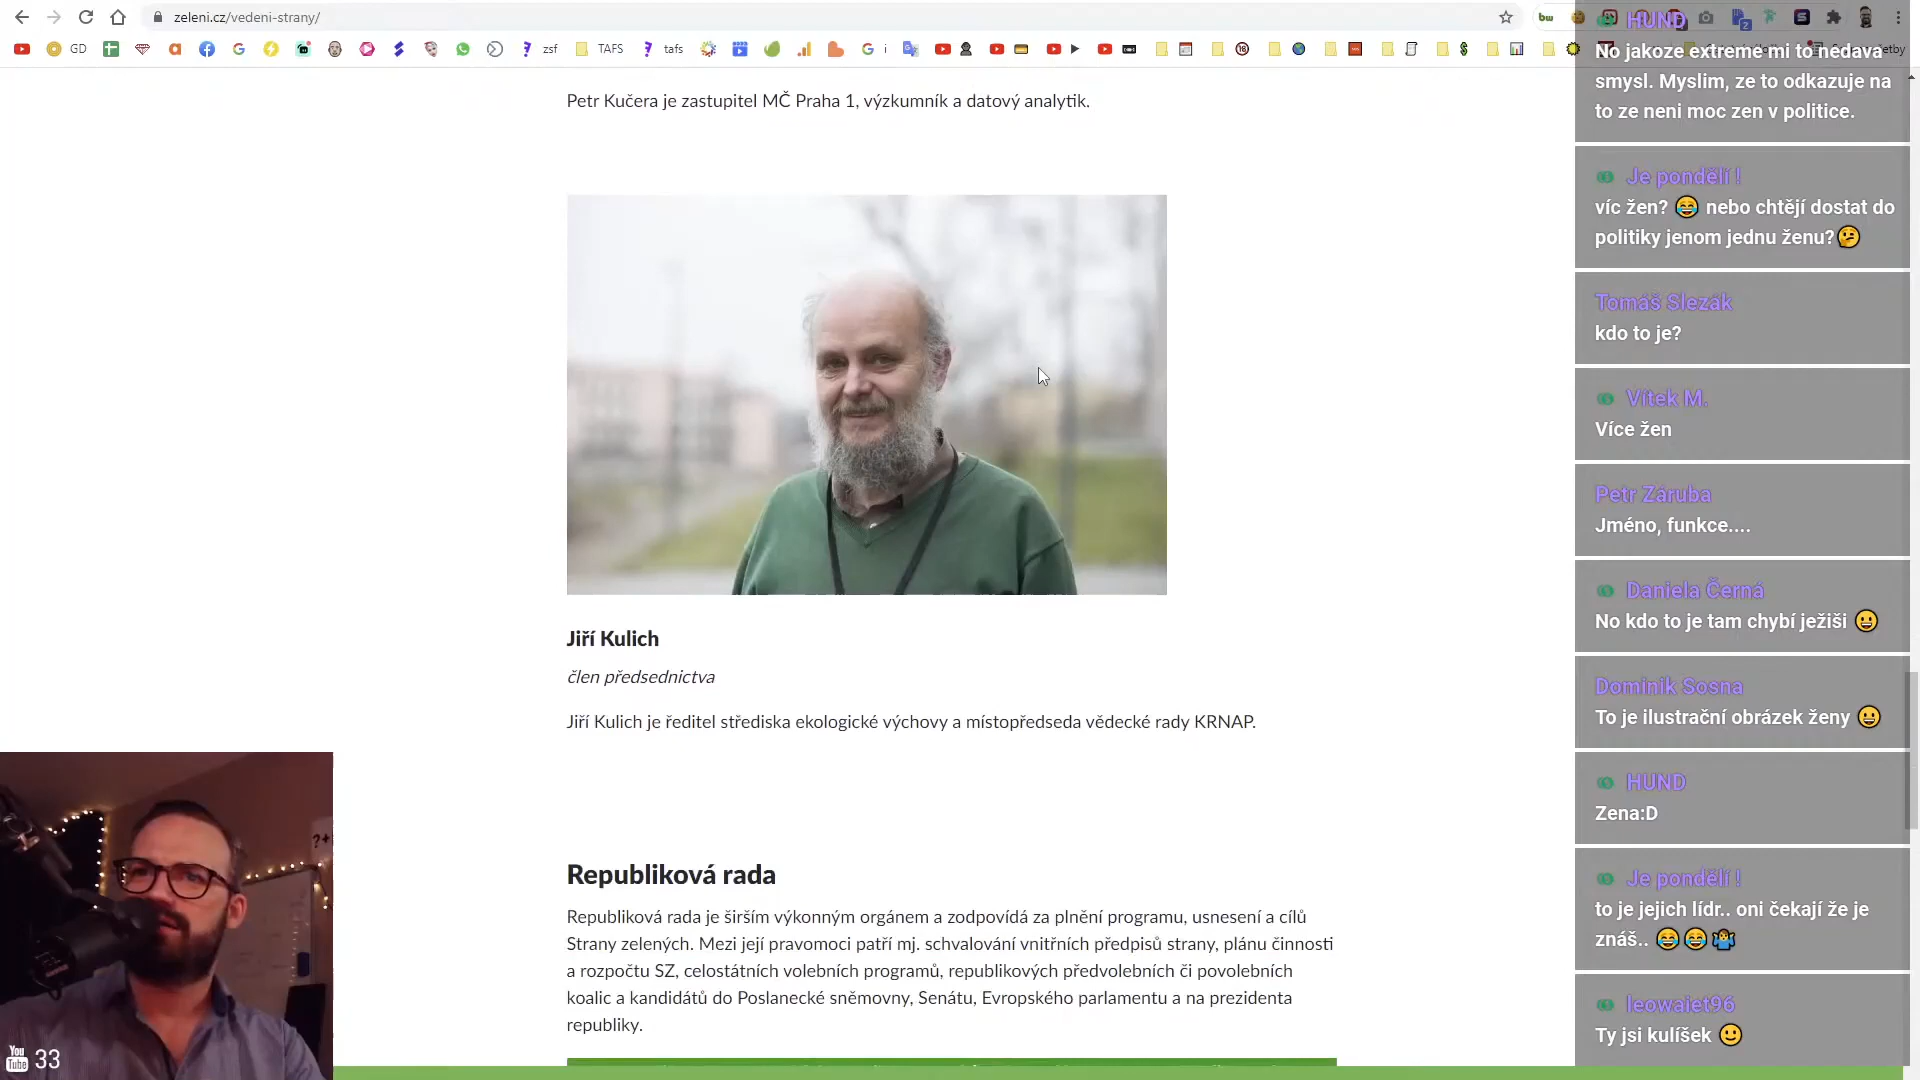 zeleni.cz/vedeni-strany/
GD
zsf
TAFS
tafs
i
Petr Kučera je zastupitel MČ Praha 1, výzkumník a datový analytik.
Jiří Kulich
člen předsednictva
Jiří Kulich je ředitel střediska ekologické výchovy a místopředseda vědecké rady KRNAP.
Republiková rada
Republiková rada je širším výkonným orgánem a zodpovídá za plnění programu, usnesení a cílů
Strany zelených. Mezi její pravomoci patří mj. schvalování vnitřních předpisů strany, plánu činnosti
a rozpočtu SZ, celostátních volebních programů, republikových předvolebních či povolebních
koalic a kandidátů do Poslanecké sněmovny, Senátu, Evropského parlamentu a na prezidenta
republiky.
HUND
No jakoze extreme mi to nedava
smysl. Myslim, ze to odkazuje na
to ze neni moc zen v politice.
Je pondělí !
víc žen? 😂 nebo chtějí dostat do
politiky jenom jednu ženu?🤔
Tomáš Slezák
kdo to je?
Vítek M.
Více žen
Petr Záruba
Jméno, funkce....
Daniela Černá
No kdo to je tam chybí ježiši 😀
Dominik Sosna
To je ilustrační obrázek ženy 😀
HUND
Zena:D
Je pondělí !
to je jejich lídr.. oni čekají že je
znáš.. 😂😂🤷‍♂️
leowaiet96
Ty jsi kulíšek 🙂
You
Tube 33